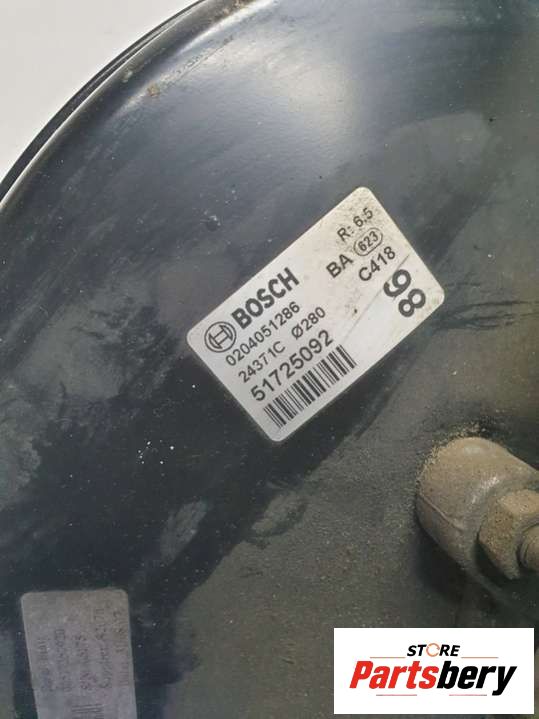 BOSCH
0204051286
24371C Ø280
51725092
R: 6.5
BA 623
C418
98
STORE
Partsbery